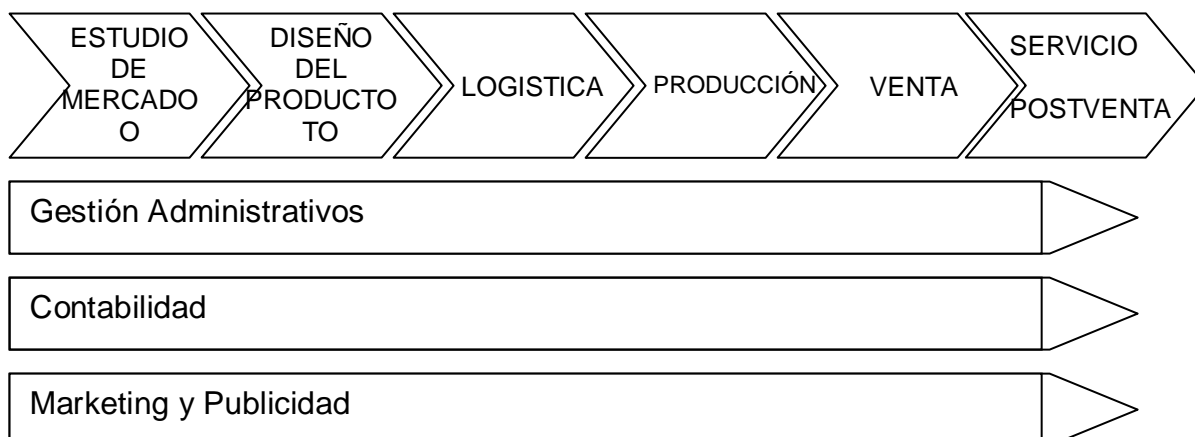 ESTUDIO
DE
MERCADO
O
DISEÑO
DEL
PRODUCTO
TO
LOGISTICA
PRODUCCIÓN
VENTA
SERVICIO
POSTVENTA
Gestión Administrativos
Contabilidad
Marketing y Publicidad